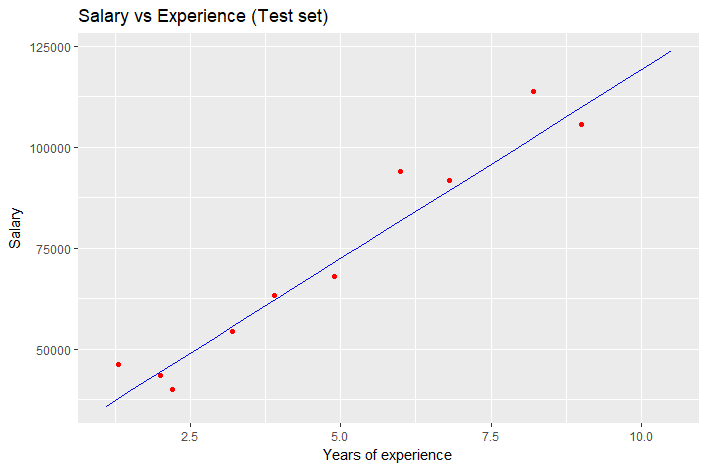 Salary vs Experience (Test set)
125000
100000
75000
50000
Salary
2.5 5.0 7.5 10.0
Years of experience